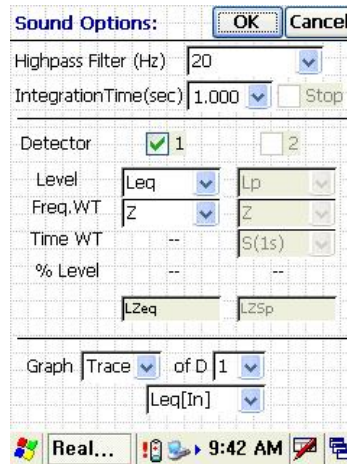 Sound Options: OK Cancel
Highpass Filter (Hz) 20
IntegrationTime(sec) 1.000 Stop
Detector 1 2
Level Leq Lp
Freq.WT Z Z
Time WT -- S(1s)
% Level -- --
LZeq LZSp
Graph Trace of D 1
Leq[In]
Real... 9:42 AM